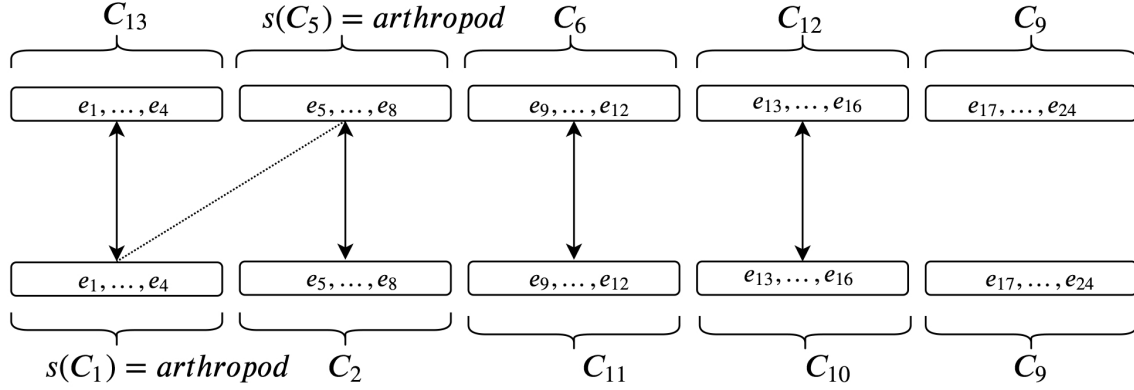 C₁₃ s(C₅) = arthropod C₆ C₁₂ C₉
e₁, …, e₄ e₅, …, e₈ e₉, …, e₁₂ e₁₃, …, e₁₆ e₁₇, …, e₂₄
e₁, …, e₄ e₅, …, e₈ e₉, …, e₁₂ e₁₃, …, e₁₆ e₁₇, …, e₂₄
s(C₁) = arthropod C₂ C₁₁ C₁₀ C₉